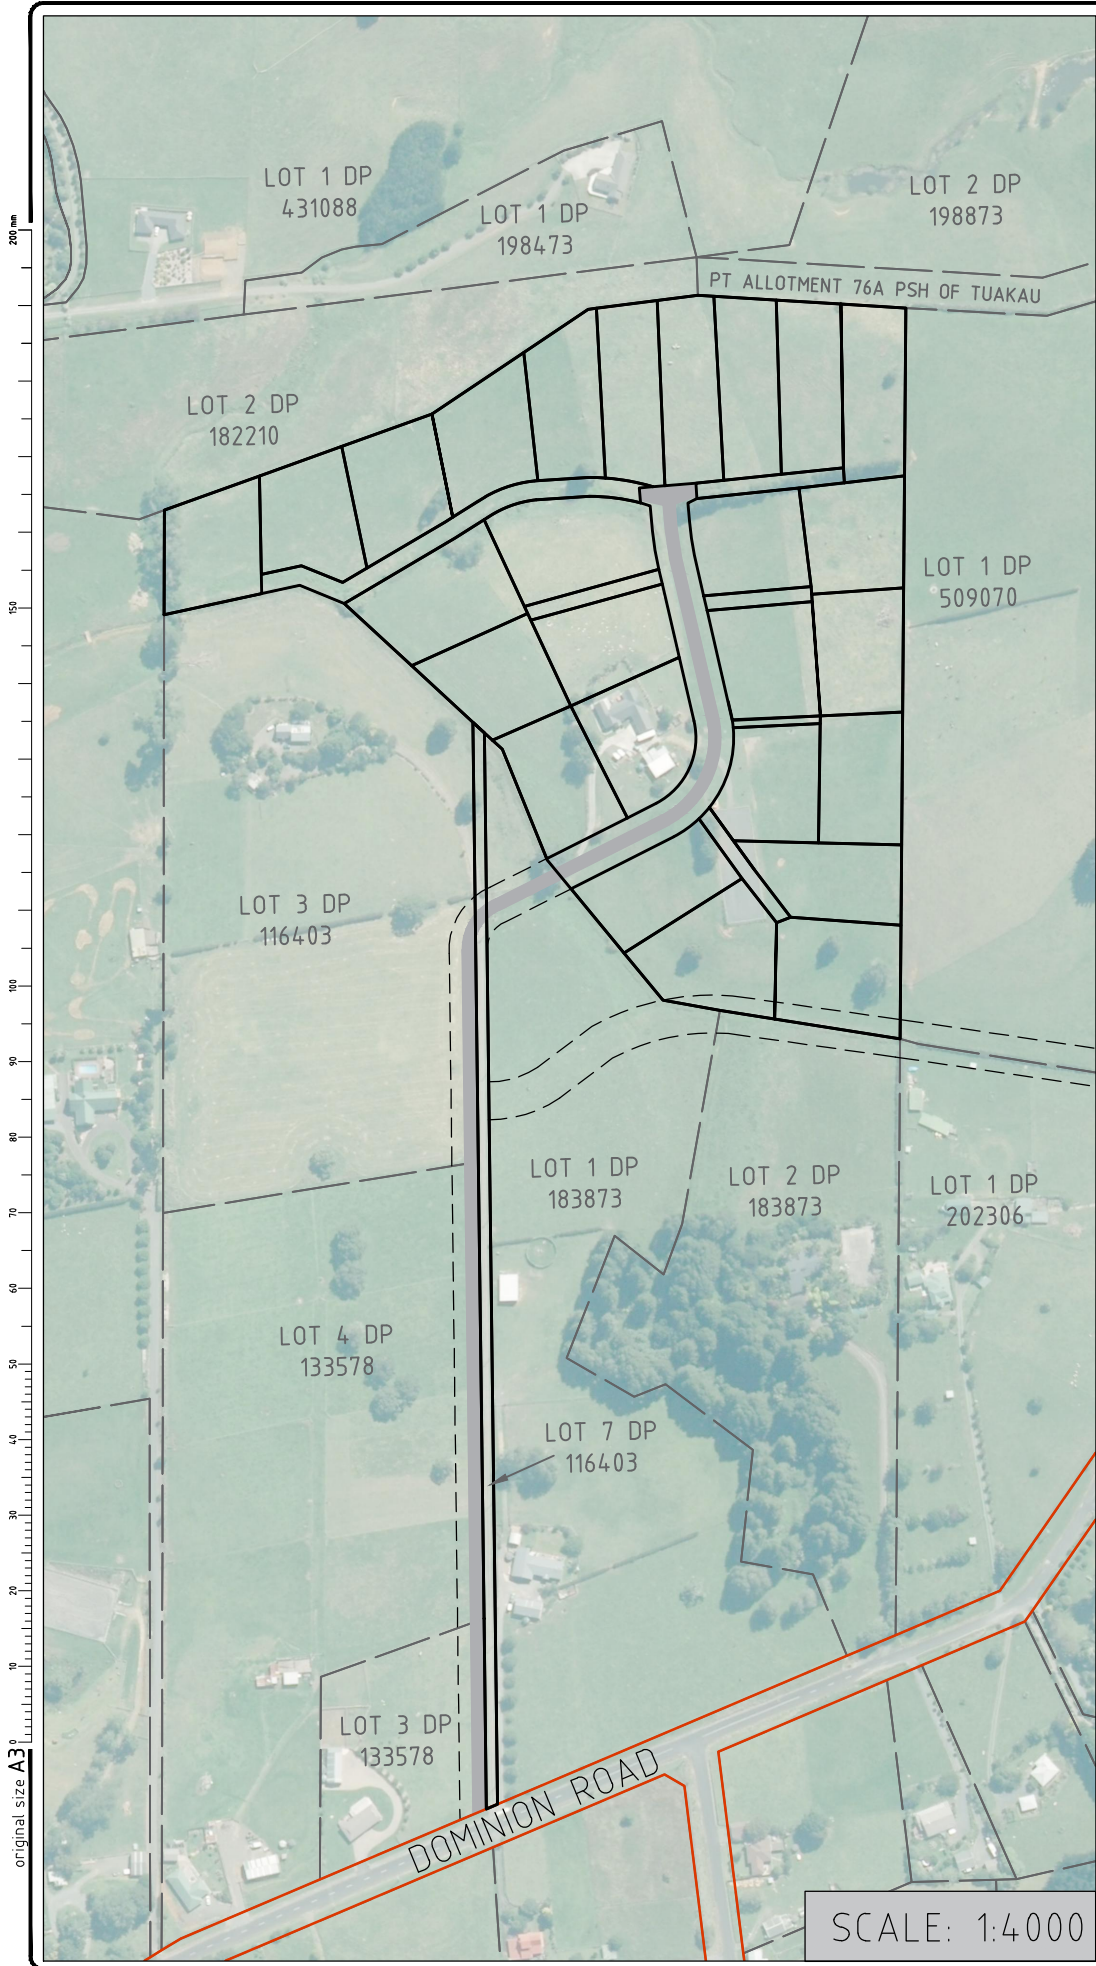 LOT 1 DP
431088
LOT 1 DP
198473
LOT 2 DP
198873
PT ALLOTMENT 76A PSH OF TUAKAU
LOT 2 DP
182210
LOT 1 DP
509070
LOT 3 DP
116403
LOT 1 DP
183873
LOT 2 DP
183873
LOT 1 DP
202306
LOT 4 DP
133578
LOT 7 DP
116403
LOT 3 DP
133578
DOMINION ROAD
SCALE: 1:4000
200 mm
150
100
90
80
70
60
50
40
30
20
10
0
original size A3